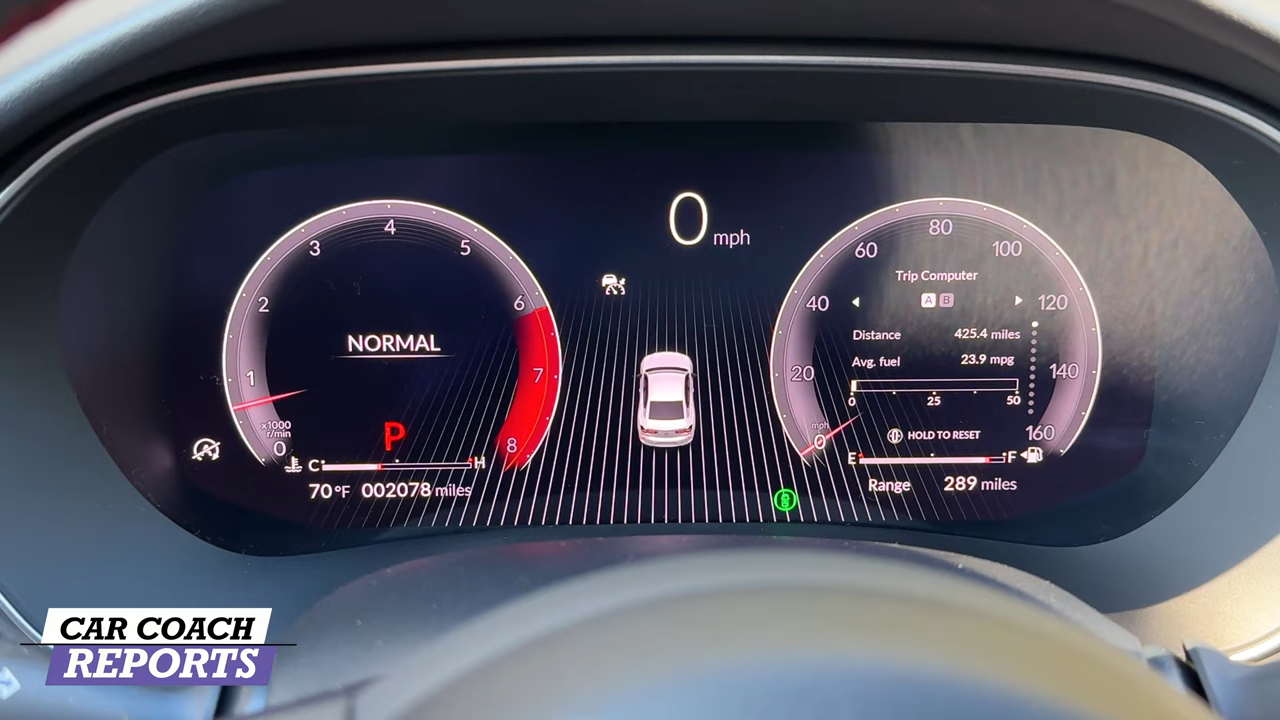 0 mph
4
3
5
2
6
NORMAL
1
7
x1000
r/min
0
8
P
C H
70°F 002078 miles
80
60
100
Trip Computer
40
A B
120
Distance 425.4 miles
Avg. fuel 23.9 mpg
20
140
0 25 50
mph
0
HOLD TO RESET
160
E F
Range 289 miles
CAR COACH
REPORTS